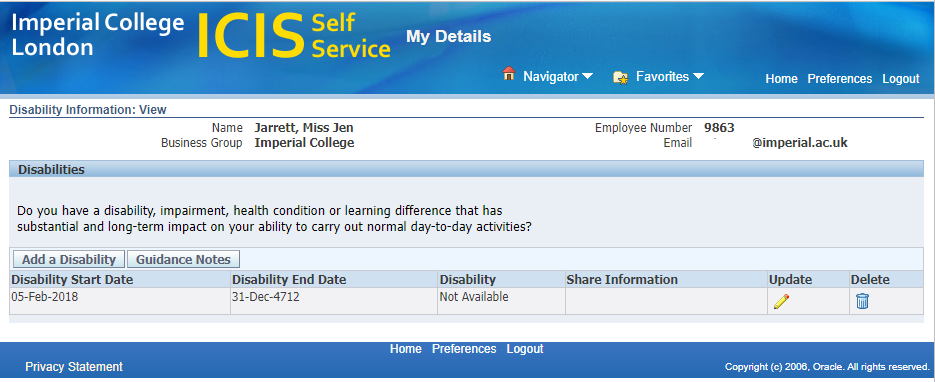 Imperial College
London
ICIS Self
Service
My Details
Navigator Favorites
Home Preferences Logout
Disability Information: View
Name Jarrett, Miss Jen Employee Number 9863
Business Group Imperial College Email @imperial.ac.uk
Disabilities
Do you have a disability, impairment, health condition or learning difference that has
substantial and long-term impact on your ability to carry out normal day-to-day activities?
Add a Disability Guidance Notes
Disability Start Date Disability End Date Disability Share Information Update Delete
05-Feb-2018 31-Dec-4712 Not Available
Home Preferences Logout
Privacy Statement Copyright (c) 2006, Oracle. All rights reserved.